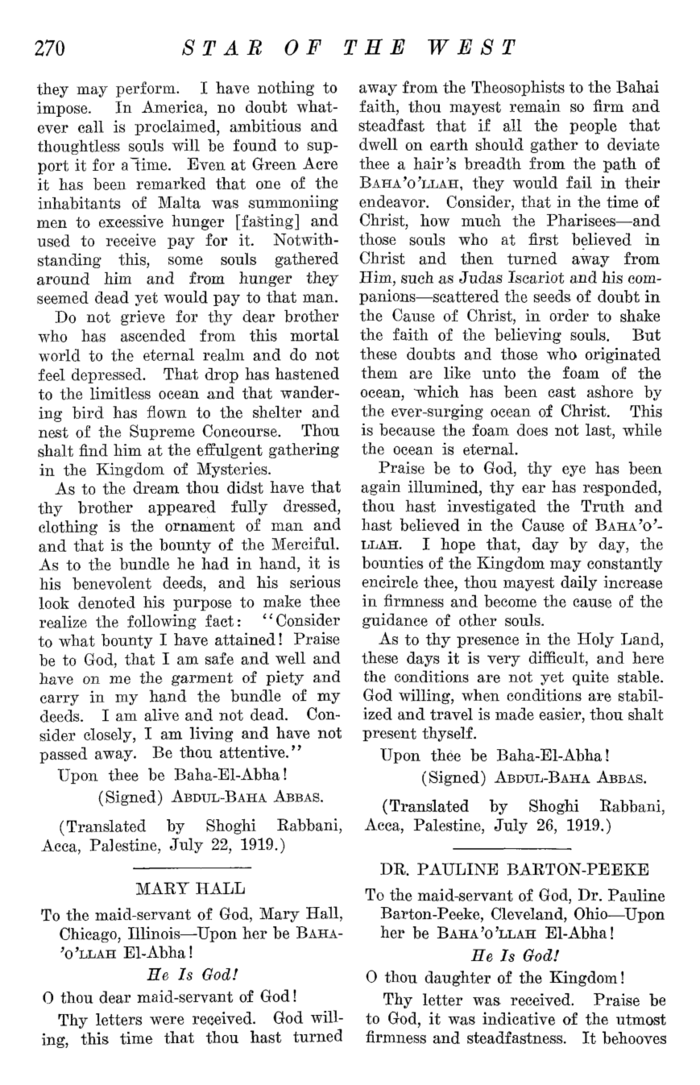 270 STAR OF THE WEST
they may perform. I have nothing to
impose. In America, no doubt what-
ever call is proclaimed, ambitious and
thoughtless souls will be found to sup-
port it for a time. Even at Green Acre
it has been remarked that one of the
inhabitants of Malta was summoniing
men to excessive hunger [fasting] and
used to receive pay for it. Notwith-
standing this, some souls gathered
around him and from hunger they
seemed dead yet would pay to that man.
Do not grieve for thy dear brother
who has ascended from this mortal
world to the eternal realm and do not
feel depressed. That drop has hastened
to the limitless ocean and that wander-
ing bird has flown to the shelter and
nest of the Supreme Concourse. Thou
shalt find him at the effulgent gathering
in the Kingdom of Mysteries.
As to the dream thou didst have that
thy brother appeared fully dressed,
clothing is the ornament of man and
and that is the bounty of the Merciful.
As to the bundle he had in hand, it is
his benevolent deeds, and his serious
look denoted his purpose to make thee
realize the following fact: "Consider
to what bounty I have attained! Praise
be to God, that I am safe and well and
have on me the garment of piety and
carry in my hand the bundle of my
deeds. I am alive and not dead. Con-
sider closely, I am living and have not
passed away. Be thou attentive."
Upon thee be Baha-El-Abha!
(Signed) ABDUL-BAHA ABBAS.
(Translated by Shoghi Rabbani,
Acca, Palestine, July 22, 1919.)
MARY HALL
To the maid-servant of God, Mary Hall,
Chicago, Illinois—Upon her be BAHA-
'O'LLAH El-Abha!
He Is God!
O thou dear maid-servant of God!
Thy letters were received. God will-
ing, this time that thou hast turned
away from the Theosophists to the Bahai
faith, thou mayest remain so firm and
steadfast that if all the people that
dwell on earth should gather to deviate
thee a hair's breadth from the path of
BAHA'O'LLAH, they would fail in their
endeavor. Consider, that in the time of
Christ, how much the Pharisees—and
those souls who at first believed in
Christ and then turned away from
Him, such as Judas Iscariot and his com-
panions—scattered the seeds of doubt in
the Cause of Christ, in order to shake
the faith of the believing souls. But
these doubts and those who originated
them are like unto the foam of the
ocean, which has been cast ashore by
the ever-surging ocean of Christ. This
is because the foam does not last, while
the ocean is eternal.
Praise be to God, thy eye has been
again illumined, thy ear has responded,
thou hast investigated the Truth and
hast believed in the Cause of BAHA'O'-
LLAH. I hope that, day by day, the
bounties of the Kingdom may constantly
encircle thee, thou mayest daily increase
in firmness and become the cause of the
guidance of other souls.
As to thy presence in the Holy Land,
these days it is very difficult, and here
the conditions are not yet quite stable.
God willing, when conditions are stabil-
ized and travel is made easier, thou shalt
present thyself.
Upon thee be Baha-El-Abha!
(Signed) ABDUL-BAHA ABBAS.
(Translated by Shoghi Rabbani,
Acca, Palestine, July 26, 1919.)
DR. PAULINE BARTON-PEEKE
To the maid-servant of God, Dr. Pauline
Barton-Peeke, Cleveland, Ohio—Upon
her be BAHA'O'LLAH El-Abha!
He Is God!
O thou daughter of the Kingdom!
Thy letter was received. Praise be
to God, it was indicative of the utmost
firmness and steadfastness. It behooves